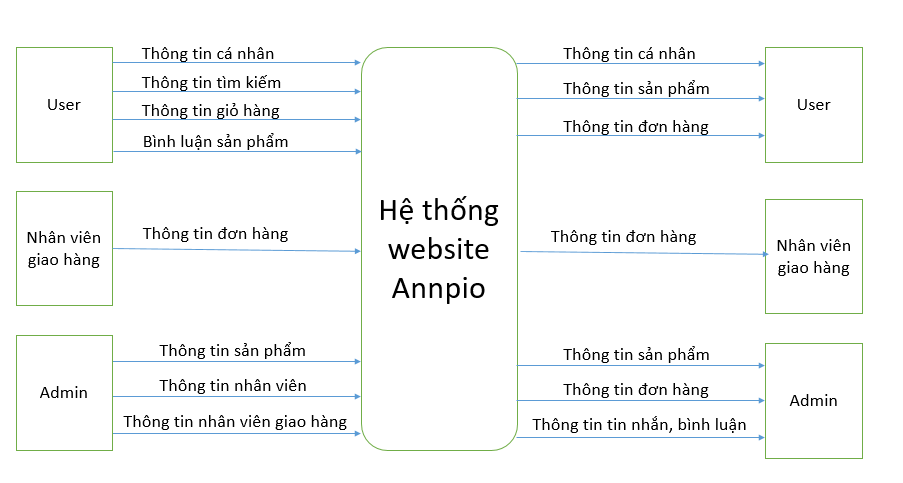 Thông tin cá nhân
Thông tin tìm kiếm
User
Thông tin giỏ hàng
Bình luận sản phẩm
Nhân viên
giao hàng
Thông tin đơn hàng
Admin
Thông tin sản phẩm
Thông tin nhân viên
Thông tin nhân viên giao hàng
Hệ thống
website
Annpio
Thông tin cá nhân
Thông tin sản phẩm
Thông tin đơn hàng
User
Thông tin đơn hàng
Nhân viên
giao hàng
Thông tin sản phẩm
Thông tin đơn hàng
Thông tin tin nhắn, bình luận
Admin